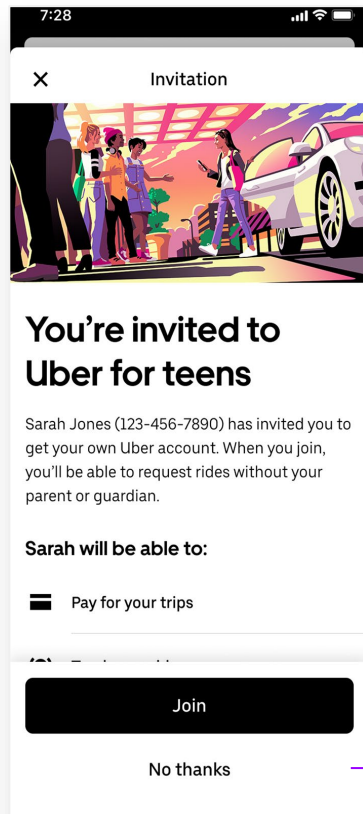 7:28
Invitation
You're invited to
Uber for teens
Sarah Jones (123-456-7890) has invited you to
get your own Uber account. When you join,
you'll be able to request rides without your
parent or guardian.
Sarah will be able to:
Pay for your trips
Join
No thanks